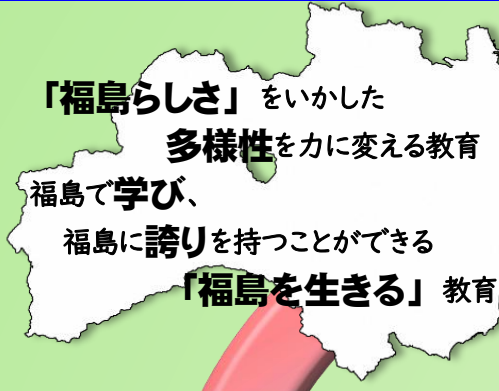 「福島らしさ」をいかした
多様性を力に変える教育
福島で学び、
福島に誇りを持つことができる
「福島を生きる」教育